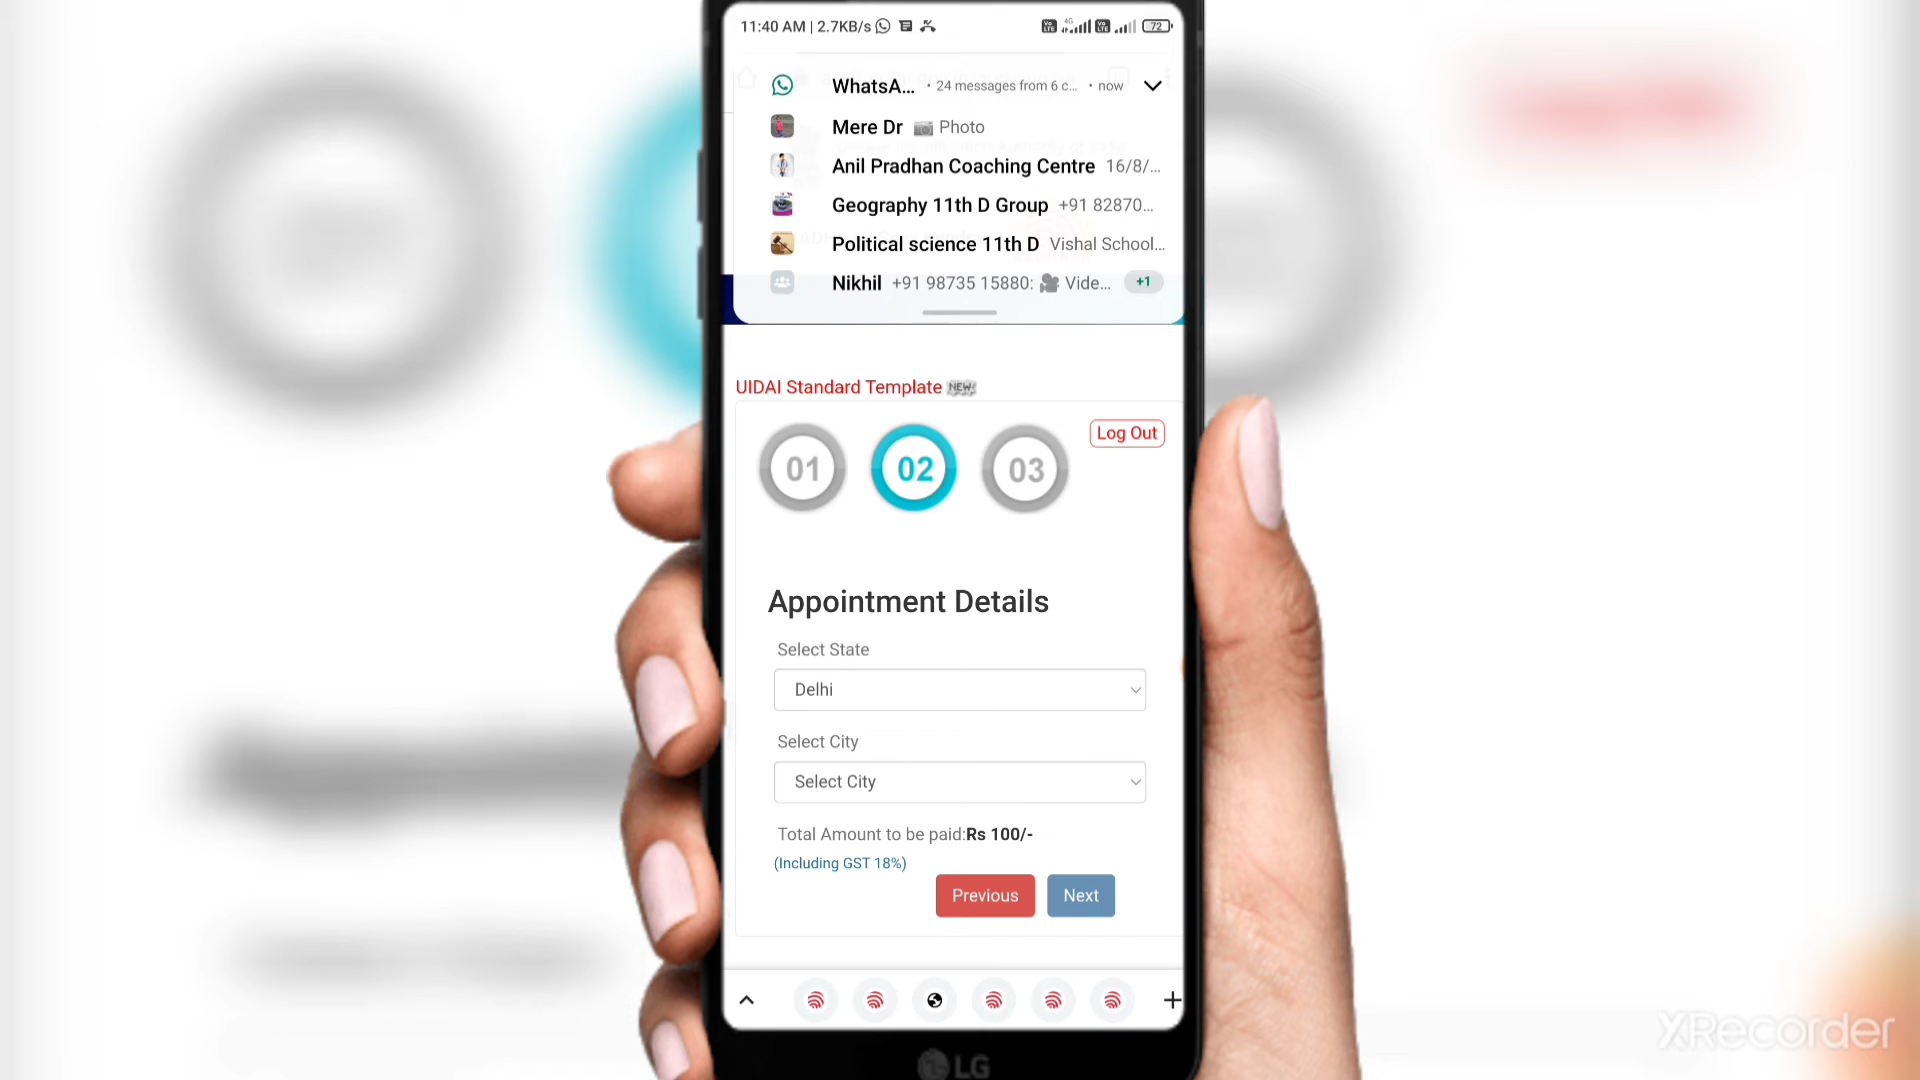 11:40 AM | 2.7KB/s
4G
72
WhatsA... • 24 messages from 6 c... • now
Mere Dr Photo
Anil Pradhan Coaching Centre 16/8/...
Geography 11th D Group +91 82870...
Political science 11th D Vishal School...
Nikhil +91 98735 15880: Vide... +1
UIDAI Standard Template NEW
Log Out
01 02 03
Appointment Details
Select State
Delhi
Select City
Select City
Total Amount to be paid:Rs 100/-
(Including GST 18%)
Previous Next
LG
XRecorder